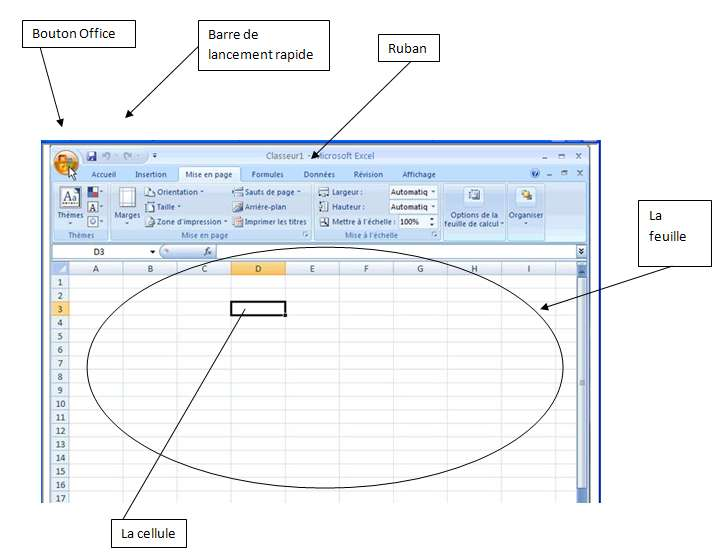 Bouton Office
Barre de
lancement rapide
Ruban
Classeur1 - Microsoft Excel
Accueil Insertion Mise en page Formules Données Révision Affichage
Aa
A
Thèmes
Marges
Orientation
Taille
Zone d'impression
Sauts de page
Arrière-plan
Imprimer les titres
Largeur : Automatiq
Hauteur : Automatiq
Mettre à l'échelle : 100%
Options de la
feuille de calcul
Organiser
Thèmes Mise en page Mise à l'échelle
La
feuille
D3 fx
A B C D E F G H I
1
2
3
4
5
6
7
8
9
10
11
12
13
14
15
16
17
La cellule